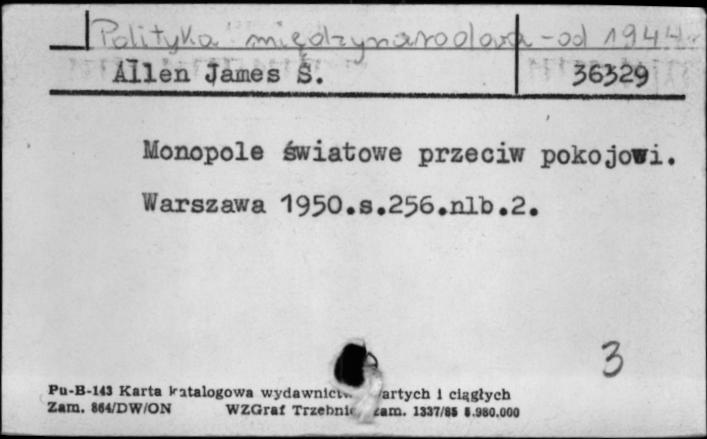 Polityka międzynarodowa - od 1944 r.
Allen James S.
36329
Monopole światowe przeciw pokojowi.
Warszawa 1950.s.256.nlb.2.
3
Pu-B-143 Karta katalogowa wydawnictw artych i ciągłych
Zam. 864/DW/ON WZGraf Trzebnic zam. 1337/85 5.980.000